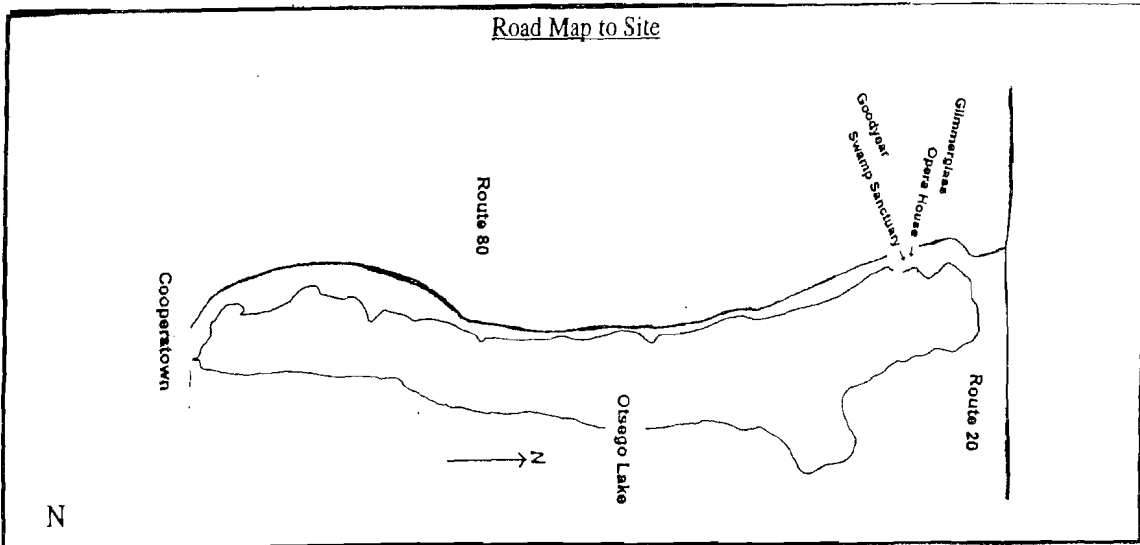 Road Map to Site
Glimmerglass
Opera House
Goodyear
Swamp Sanctuary
Route 80
Cooperstown
Route 20
Otsego Lake
N
N